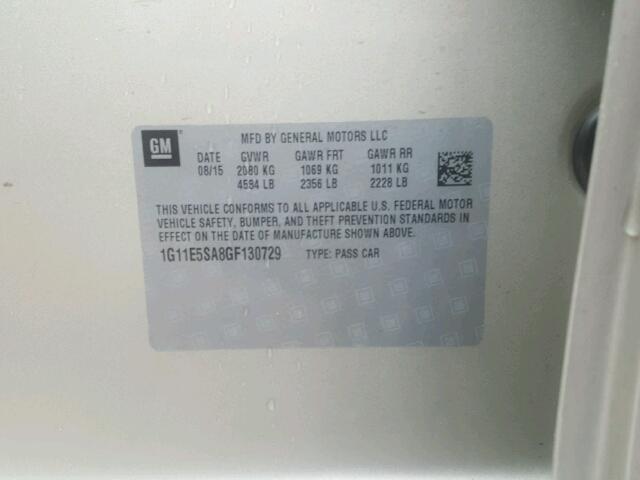 GM
MFD BY GENERAL MOTORS LLC
DATE GVWR GAWR FRT GAWR RR
08/15 2080 KG 1069 KG 1011 KG
4584 LB 2356 LB 2228 LB
THIS VEHICLE CONFORMS TO ALL APPLICABLE U.S. FEDERAL MOTOR
VEHICLE SAFETY, BUMPER, AND THEFT PREVENTION STANDARDS IN
EFFECT ON THE DATE OF MANUFACTURE SHOWN ABOVE.
1G11E5SA8GF130729 TYPE: PASS CAR